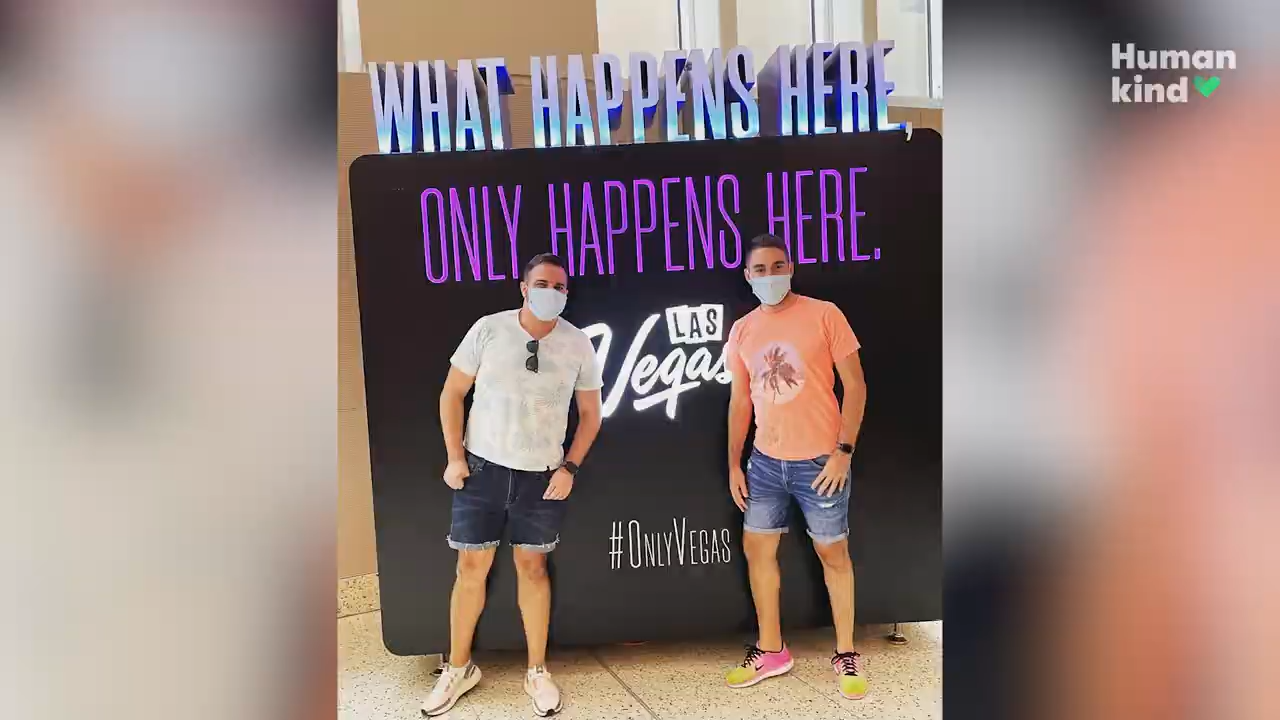 Human
kind
WHAT HAPPENS HERE,
ONLY HAPPENS HERE.
LAS
Vegas
#ONLYVEGAS